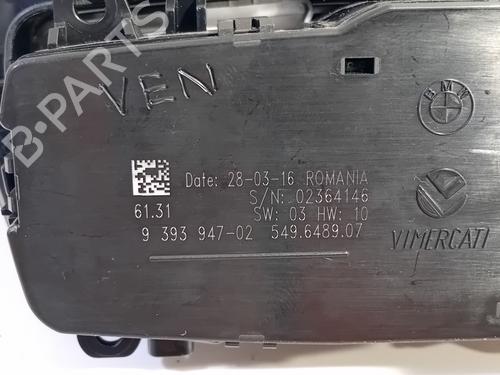 VEN
BMW
Date: 28-03-16 ROMANIA
S/N: 02364146
61.31
SW: 03 HW: 10
9 393 947-02 549.6489.07
VIMERCATI
B-PARTS